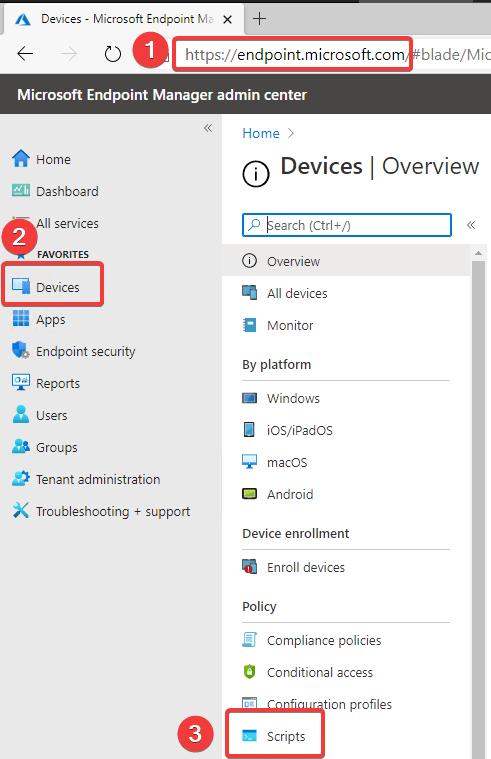 Devices - Microsoft Endpoint Ma
1
https://endpoint.microsoft.com/#blade/Mic
Microsoft Endpoint Manager admin center
«
Home
Dashboard
All services
2
FAVORITES
Devices
Apps
Endpoint security
Reports
Users
Groups
Tenant administration
Troubleshooting + support
Home >
Devices | Overview
Search (Ctrl+/)
«
Overview
All devices
Monitor
By platform
Windows
iOS/iPadOS
macOS
Android
Device enrollment
Enroll devices
Policy
Compliance policies
Conditional access
Configuration profiles
3
Scripts